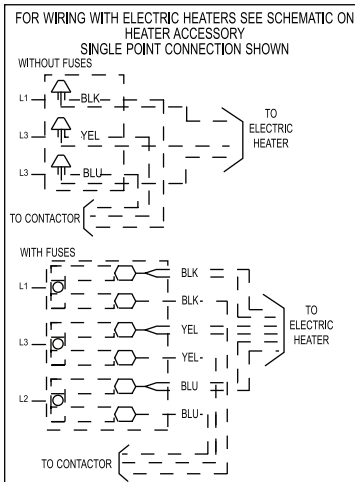 FOR WIRING WITH ELECTRIC HEATERS SEE SCHEMATIC ON
HEATER ACCESSORY
SINGLE POINT CONNECTION SHOWN
WITHOUT FUSES
L1
BLK
L3
YEL
L3
BLU
TO
ELECTRIC
HEATER
TO CONTACTOR
WITH FUSES
L1
BLK
BLK
L3
YEL
YEL
L2
BLU
BLU
TO
ELECTRIC
HEATER
TO CONTACTOR